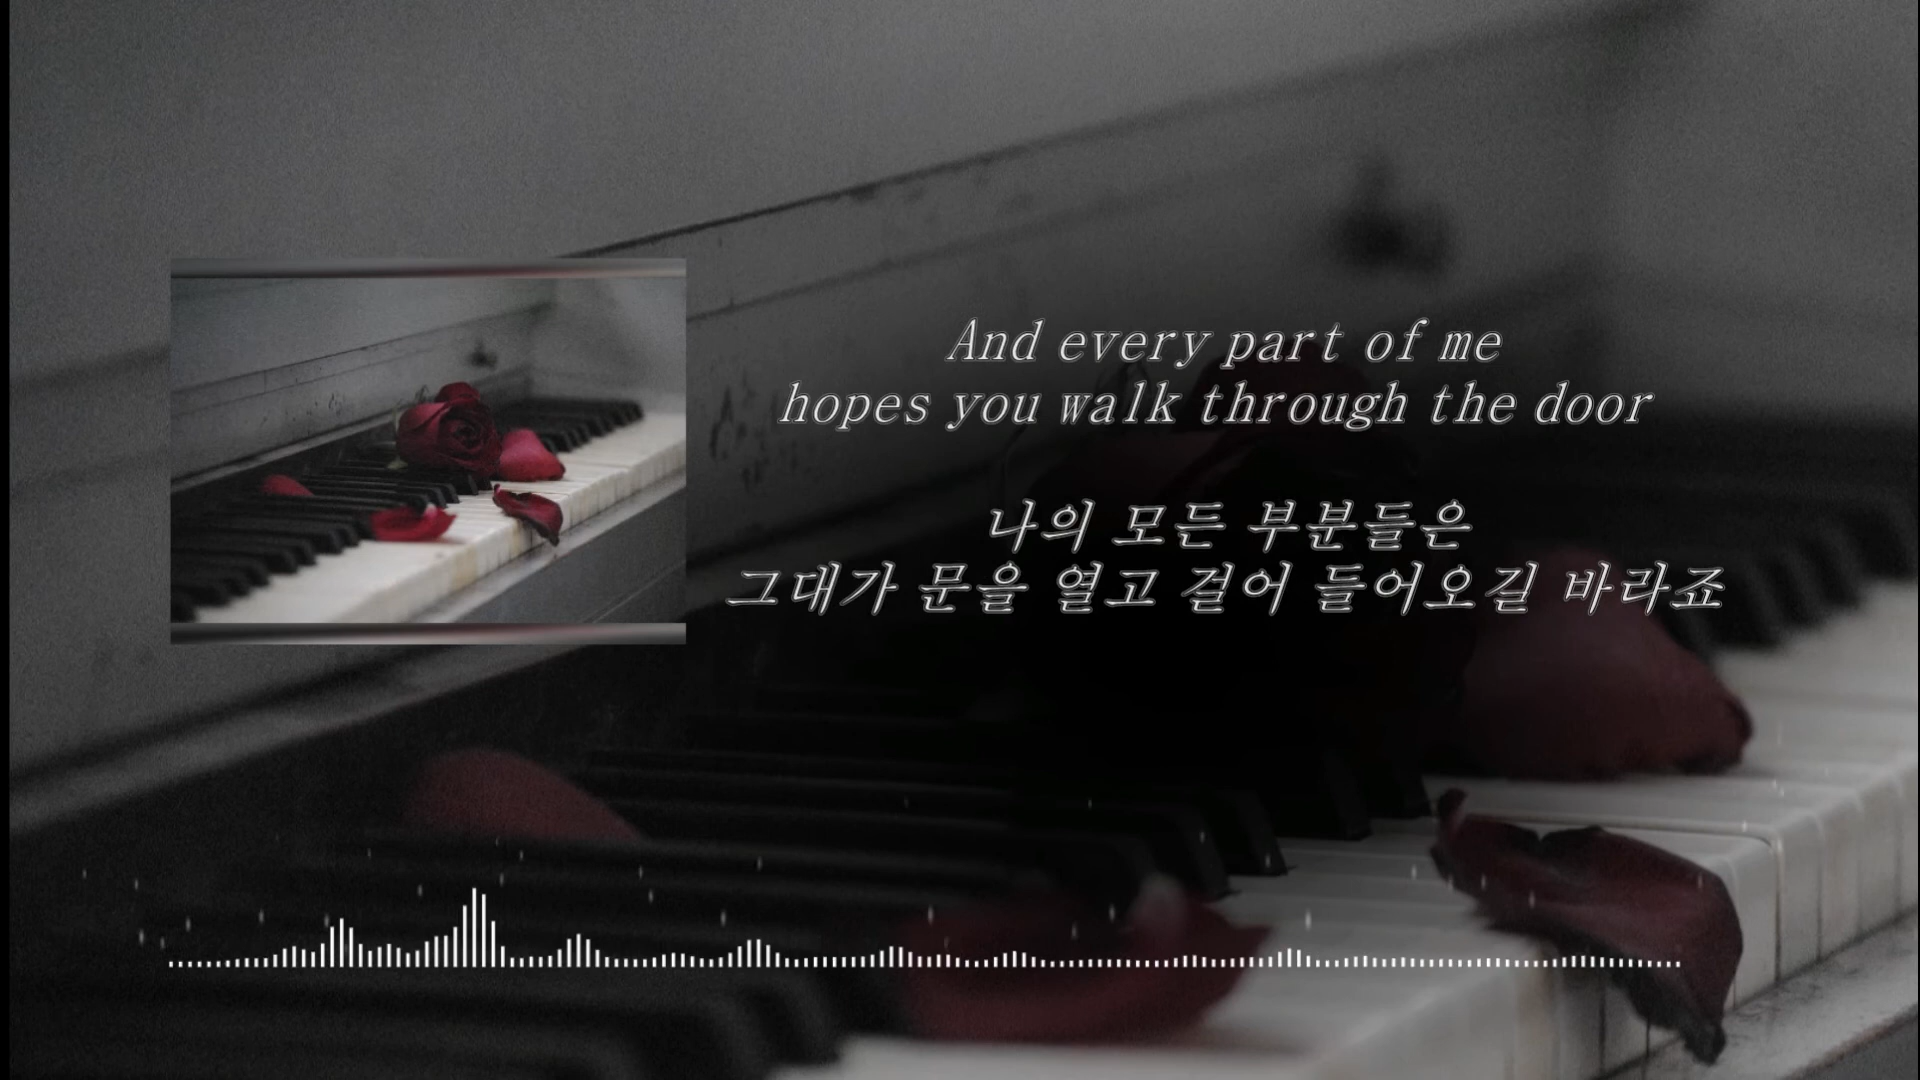 And every part of me
hopes you walk through the door
나의 모든 부분들은
그대가 문을 열고 걸어 들어오길 바라죠